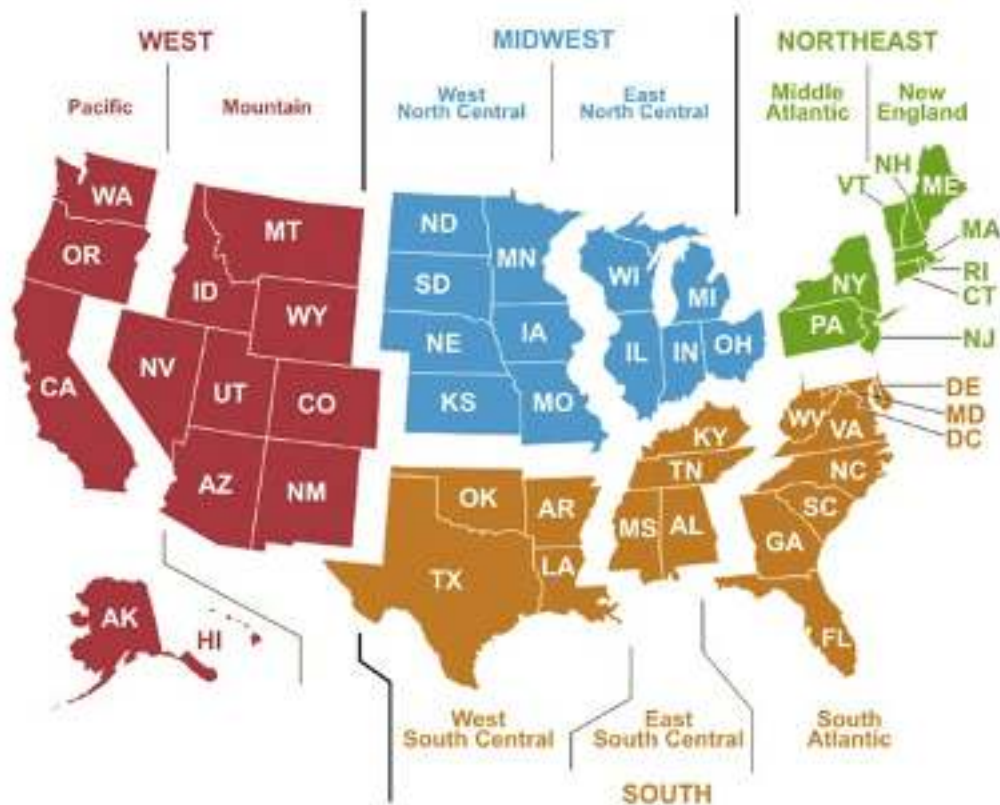 WEST
MIDWEST
NORTHEAST
Pacific
Mountain
West
North Central
East
North Central
Middle
Atlantic
New
England
WA
OR
CA
NV
ID
MT
WY
UT
CO
AZ
NM
AK
HI
ND
SD
NE
KS
MN
IA
MO
WI
MI
IL
IN
OH
NH
VT
ME
MA
RI
CT
NY
PA
NJ
DE
MD
DC
WV
VA
KY
TN
NC
SC
MS
AL
GA
FL
OK
AR
TX
LA
West
South Central
East
South Central
South
Atlantic
SOUTH